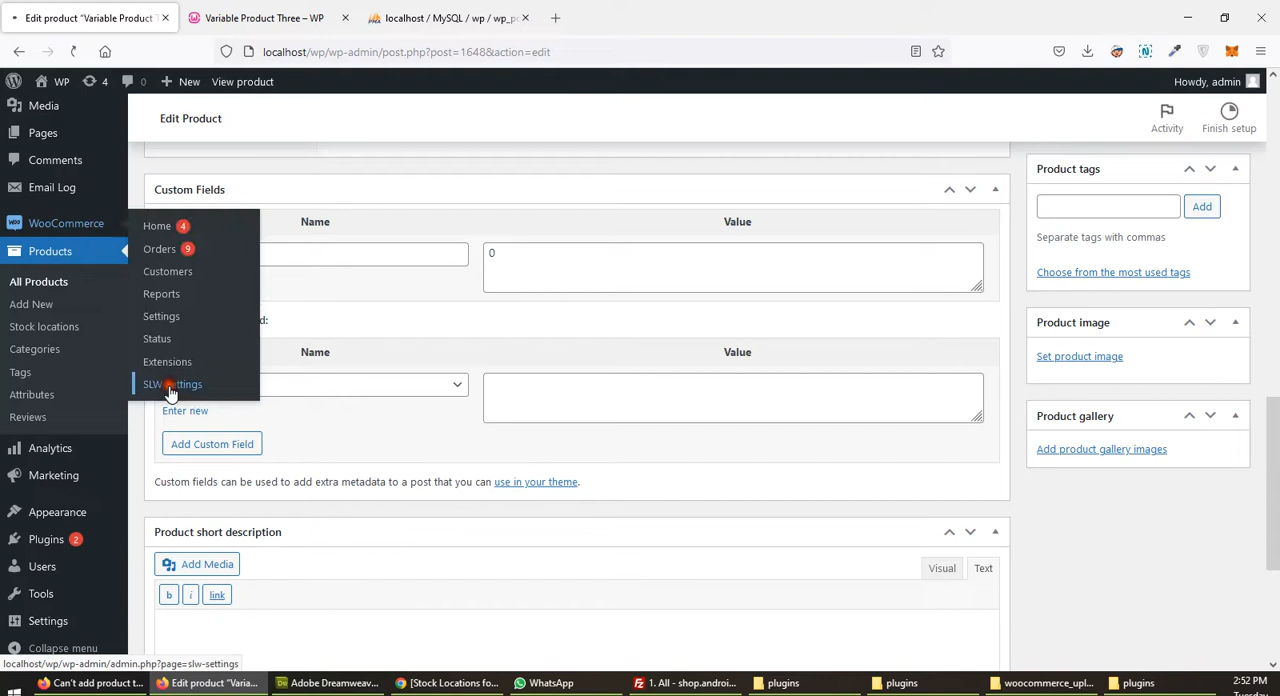 Edit product "Variable Product T
Variable Product Three – WP
localhost / MySQL / wp / wp_p
localhost/wp/wp-admin/post.php?post=1648&action=edit
WP
4
0
New
View product
Howdy, admin
Media
Pages
Comments
Email Log
WooCommerce
Products
All Products
Add New
Stock locations
Categories
Tags
Attributes
Reviews
Analytics
Marketing
Appearance
Plugins 2
Users
Tools
Settings
Collapse menu
Home 4
Orders 9
Customers
Reports
Settings
Status
Extensions
SLW Settings
Edit Product
Activity
Finish setup
Custom Fields
Name
Value
0
d:
Name
Value
Enter new
Add Custom Field
Custom fields can be used to add extra metadata to a post that you can use in your theme.
Product short description
Add Media
Visual
Text
b
i
link
Product tags
Add
Separate tags with commas
Choose from the most used tags
Product image
Set product image
Product gallery
Add product gallery images
localhost/wp/wp-admin/admin.php?page=slw-settings
Can't add product t...
Edit product "Varia...
Adobe Dreamweav...
[Stock Locations fo...
WhatsApp
1. All - shop.androi...
plugins
plugins
woocommerce_upl...
plugins
2:52 PM
Tuesday